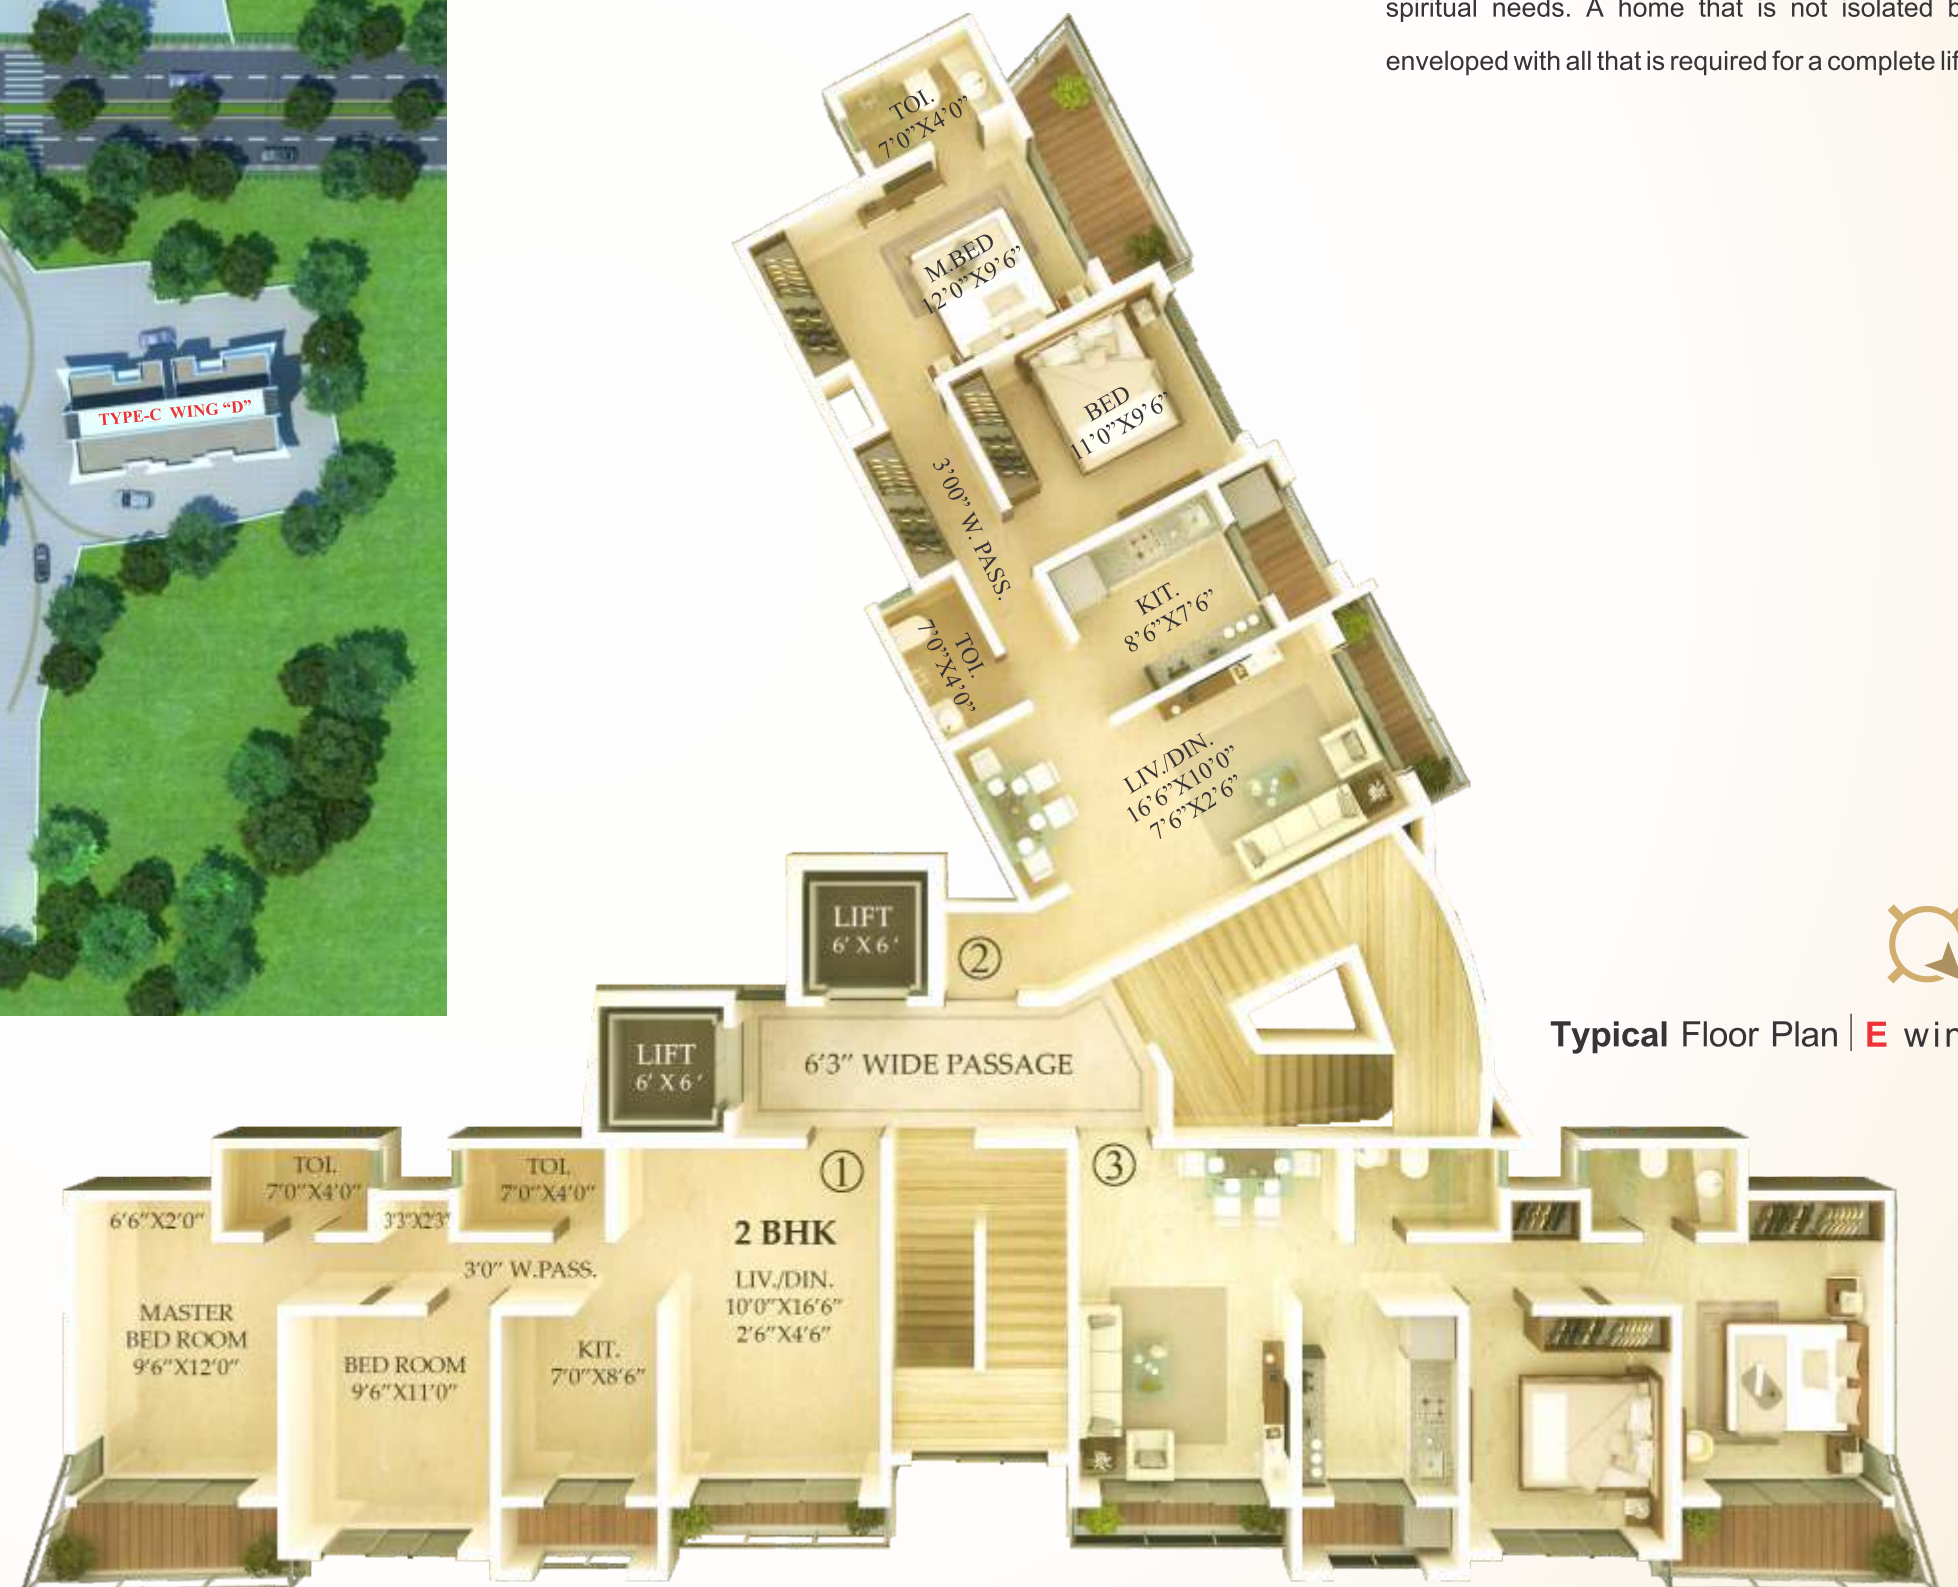 spiritual needs. A home that is not isolated
enveloped with all that is required for a complete
TOI.
7’0”X4’0”
M.BED
12’0”X9’6”
BED
11’0”X9’6”
3’00” W. PASS.
KIT.
8’6”X7’6”
TOI.
7’0”X4’0”
LIV./DIN.
16’6”X10’0”
7’6”X2’6”
TYPE-C WING “D”
LIFT
6' X 6'
②
LIFT
6' X 6'
6'3" WIDE PASSAGE
Typical Floor Plan | E
①
③
TOI.
7'0"X4'0"
TOI.
7'0"X4'0"
6'6"X2'0"
3'3"X2'3"
2 BHK
3'0" W.PASS.
LIV./DIN.
10'0"X16'6"
2'6"X4'6"
MASTER
BED ROOM
9'6"X12'0"
BED ROOM
9'6"X11'0"
KIT.
7'0"X8'6"